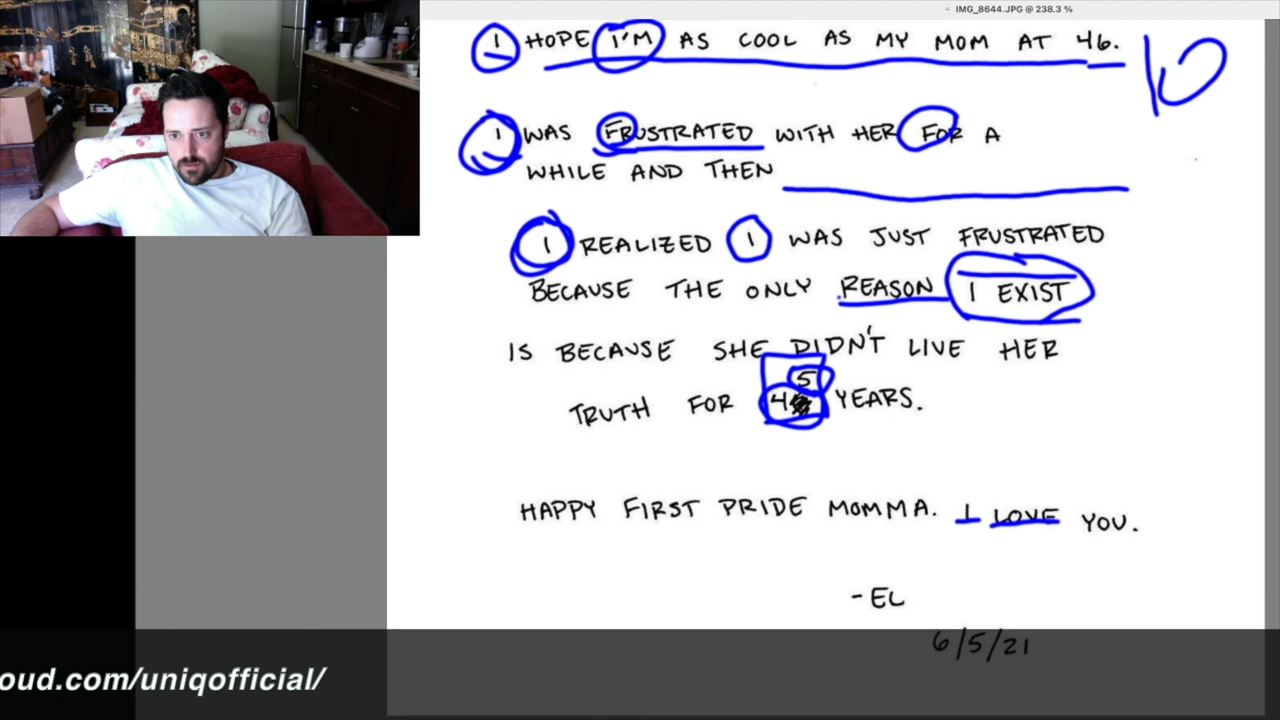 IMG_8644.JPG @ 238.3 %
I HOPE I'M AS COOL AS MY MOM AT 46.
10
I WAS FRUSTRATED WITH HER FOR A
WHILE AND THEN
I REALIZED I WAS JUST FRUSTRATED
BECAUSE THE ONLY REASON I EXIST
IS BECAUSE SHE DIDN'T LIVE HER
5
TRUTH FOR 4 YEARS.
HAPPY FIRST PRIDE MOMMA. I LOVE YOU.
-EL
6/5/21
oud.com/uniqofficial/